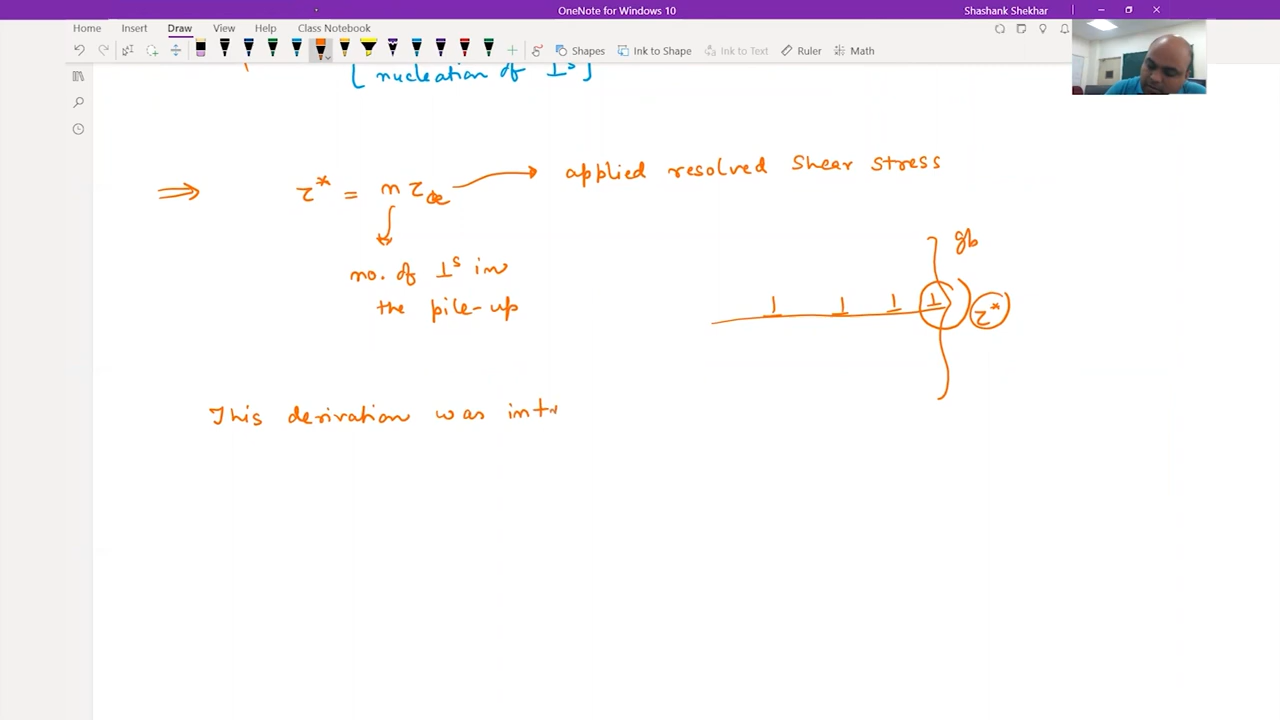 OneNote for Windows 10
Shashank Shekhar
Home Insert Draw View Help Class Notebook
Shapes Ink to Shape Ink to Text Ruler Math
[nucleation of ⊥s]
⇒ τ* = n τ → applied resolved shear stress
gb
no. of ⊥s in
the pile-up
⊥ ⊥ ⊥ ⊥ τ*
This derivation was int